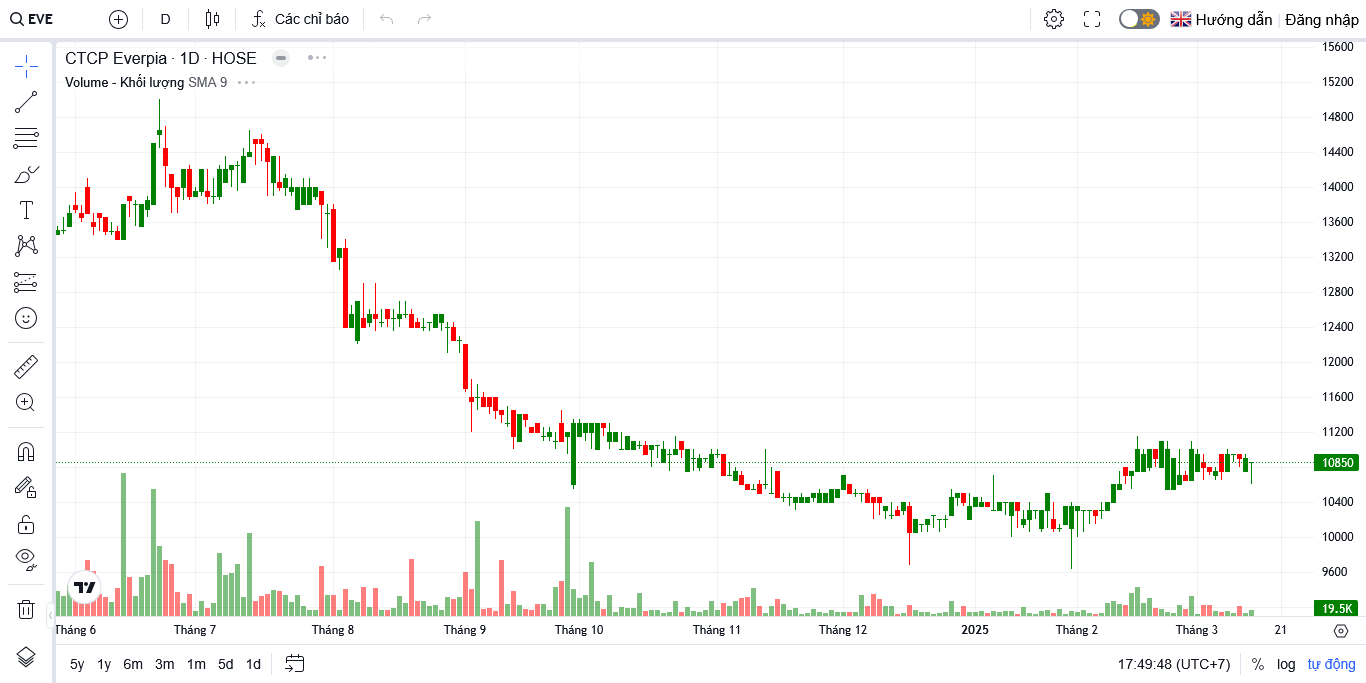 EVE D Các chỉ báo Hướng dẫn Đăng nhập
CTCP Everpia · 1D · HOSE
Volume - Khối lượng SMA 9
15600
15200
14800
14400
14000
13600
13200
12800
12400
12000
11600
11200
10850
10400
10000
9600
19.5K
Tháng 6 Tháng 7 Tháng 8 Tháng 9 Tháng 10 Tháng 11 Tháng 12 2025 Tháng 2 Tháng 3 21
5y 1y 6m 3m 1m 5d 1d 17:49:48 (UTC+7) % log tự động